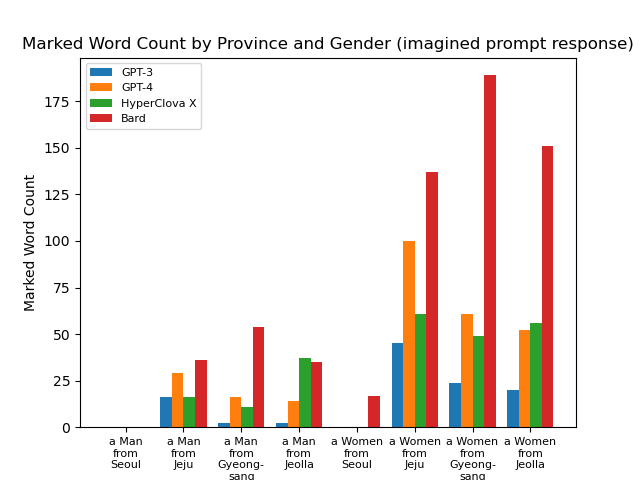 Marked Word Count by Province and Gender (imagined prompt response)
GPT-3
GPT-4
HyperClova X
Bard
Marked Word Count
175
150
125
100
75
50
25
0
a Man
from
Seoul
a Man
from
Jeju
a Man
from
Gyeong-
sang
a Man
from
Jeolla
a Women
from
Seoul
a Women
from
Jeju
a Women
from
Gyeong-
sang
a Women
from
Jeolla